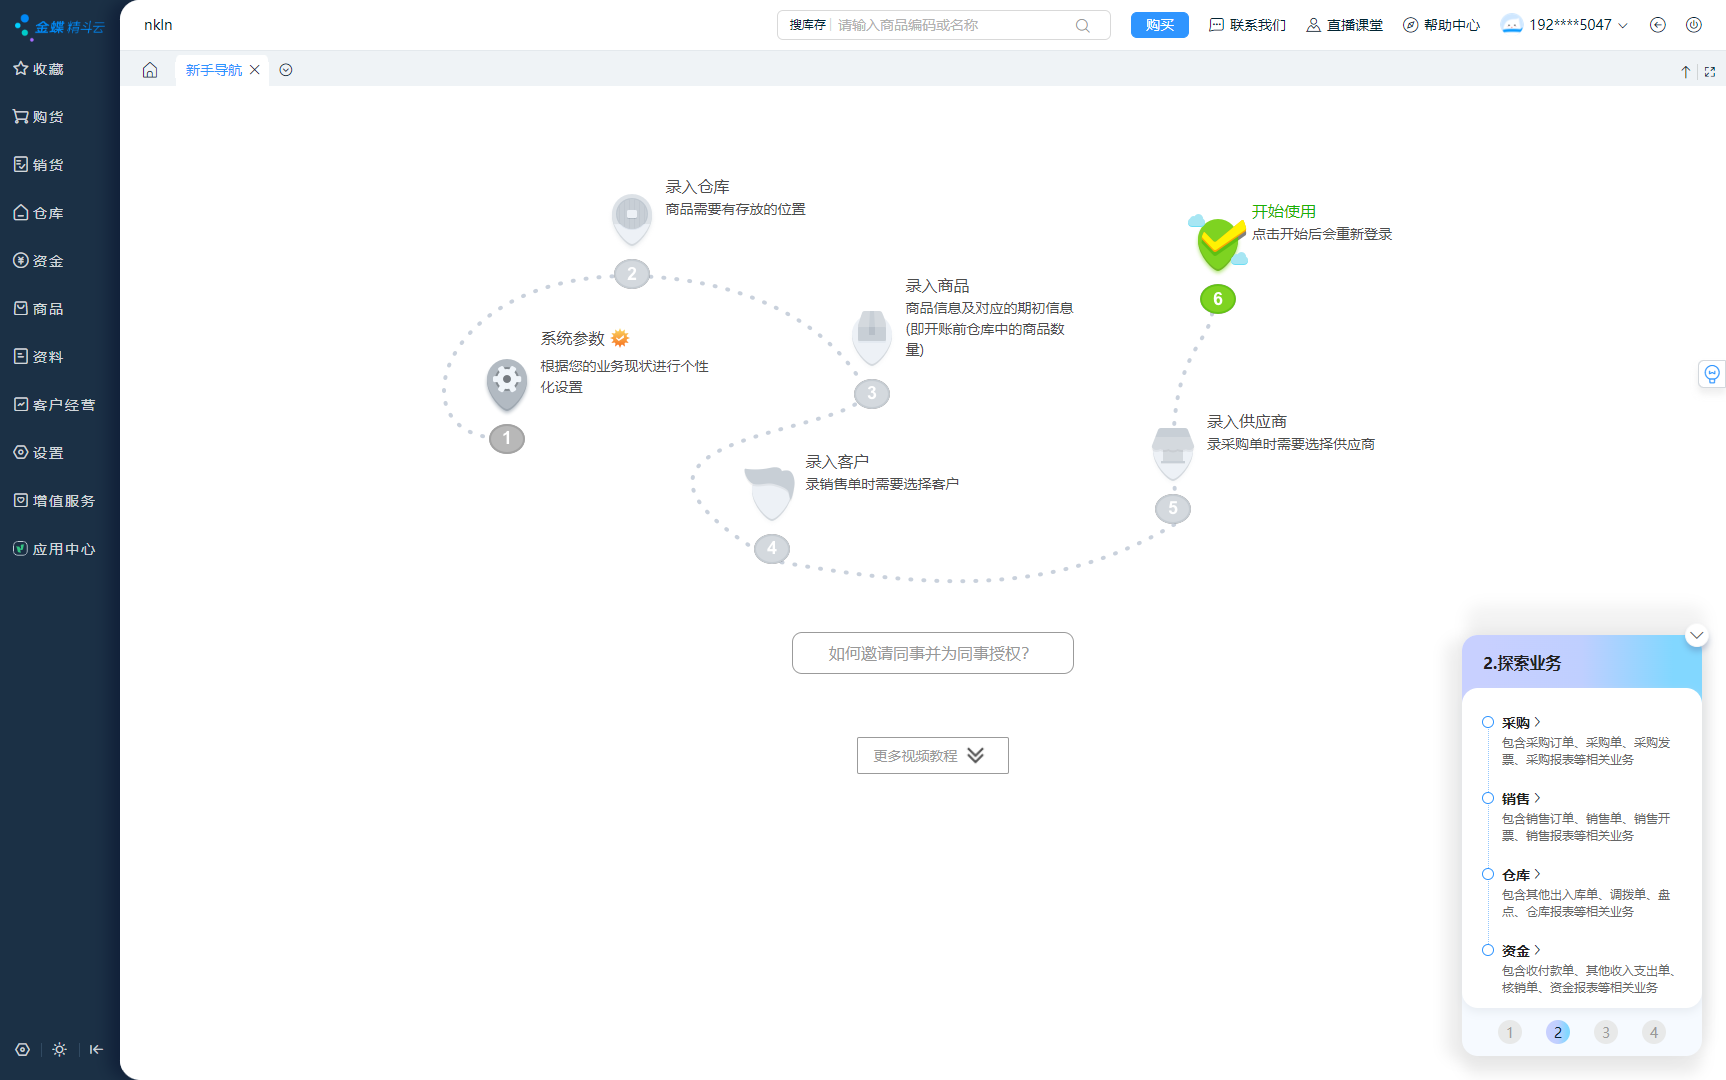 金蝶 精斗云
nkln
搜库存 请输入商品编码或名称
购买
联系我们
直播课堂
帮助中心
192****5047
收藏
购货
销货
仓库
资金
商品
资料
客户经营
设置
增值服务
应用中心
新手导航
录入仓库
商品需要有存放的位置
2
开始使用
点击开始后会重新登录
6
录入商品
商品信息及对应的期初信息
(即开账前仓库中的商品数
量)
3
系统参数
根据您的业务现状进行个性
化设置
1
录入客户
录销售单时需要选择客户
4
录入供应商
录采购单时需要选择供应商
5
如何邀请同事并为同事授权?
更多视频教程
2.探索业务
采购
包含采购订单、采购单、采购发
票、采购报表等相关业务
销售
包含销售订单、销售单、销售开
票、销售报表等相关业务
仓库
包含其他出入库单、调拨单、盘
点、仓库报表等相关业务
资金
包含收付款单、其他收入支出单、
核销单、资金报表等相关业务
1 2 3 4